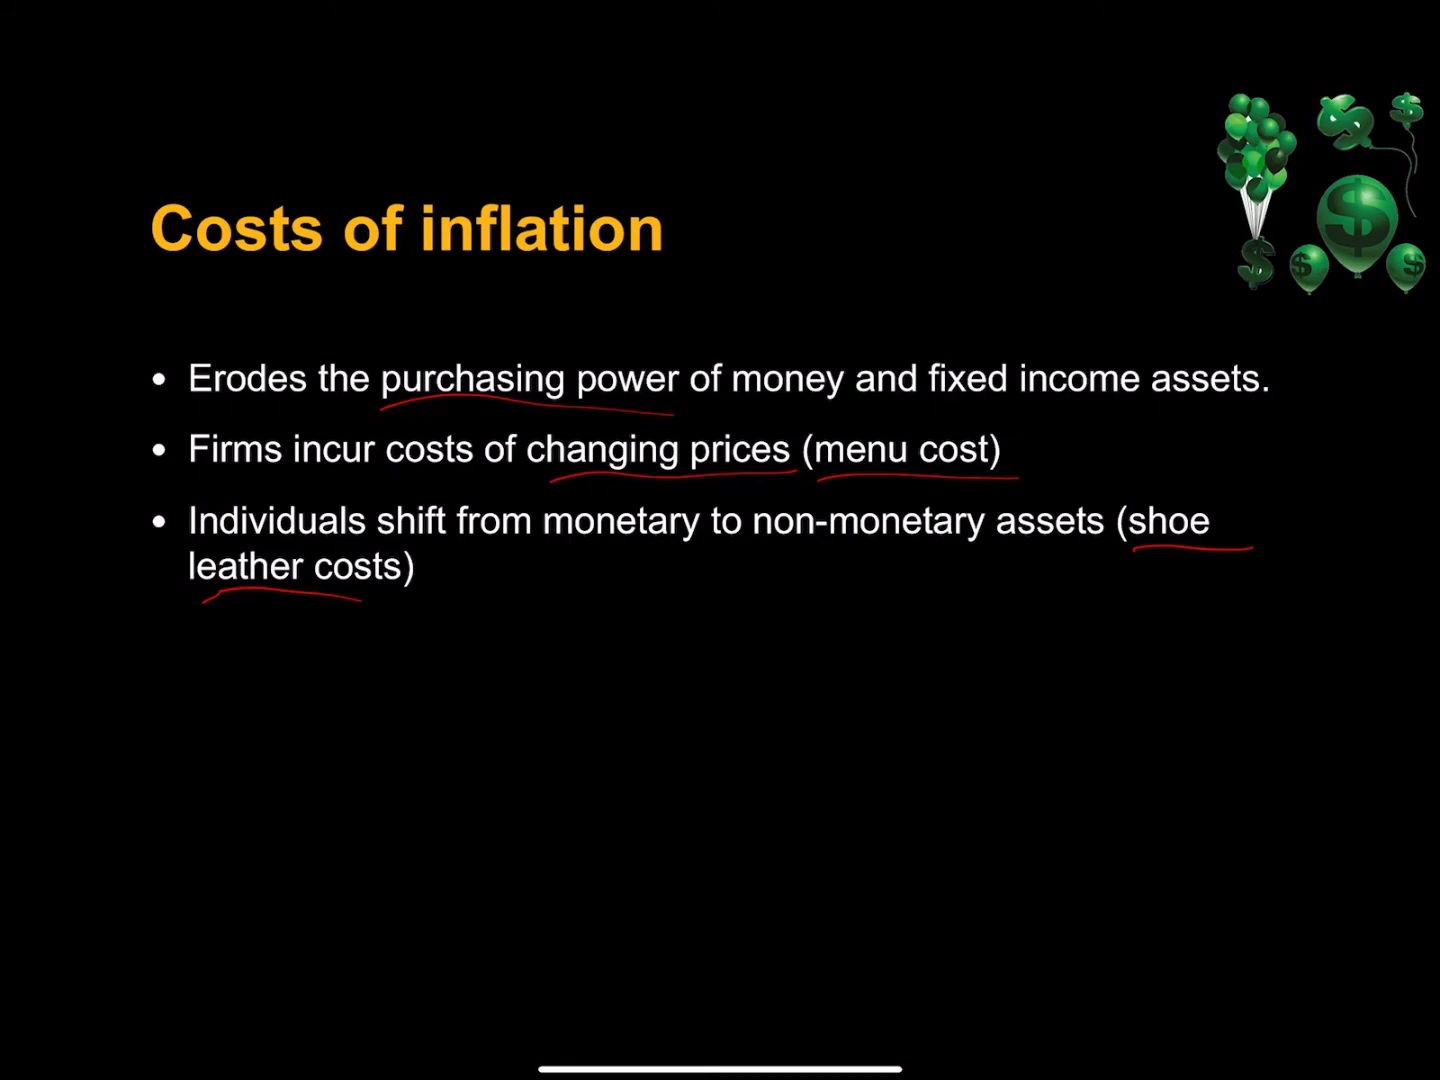 Costs of inflation
• Erodes the purchasing power of money and fixed income assets.
• Firms incur costs of changing prices (menu cost)
• Individuals shift from monetary to non-monetary assets (shoe
leather costs)